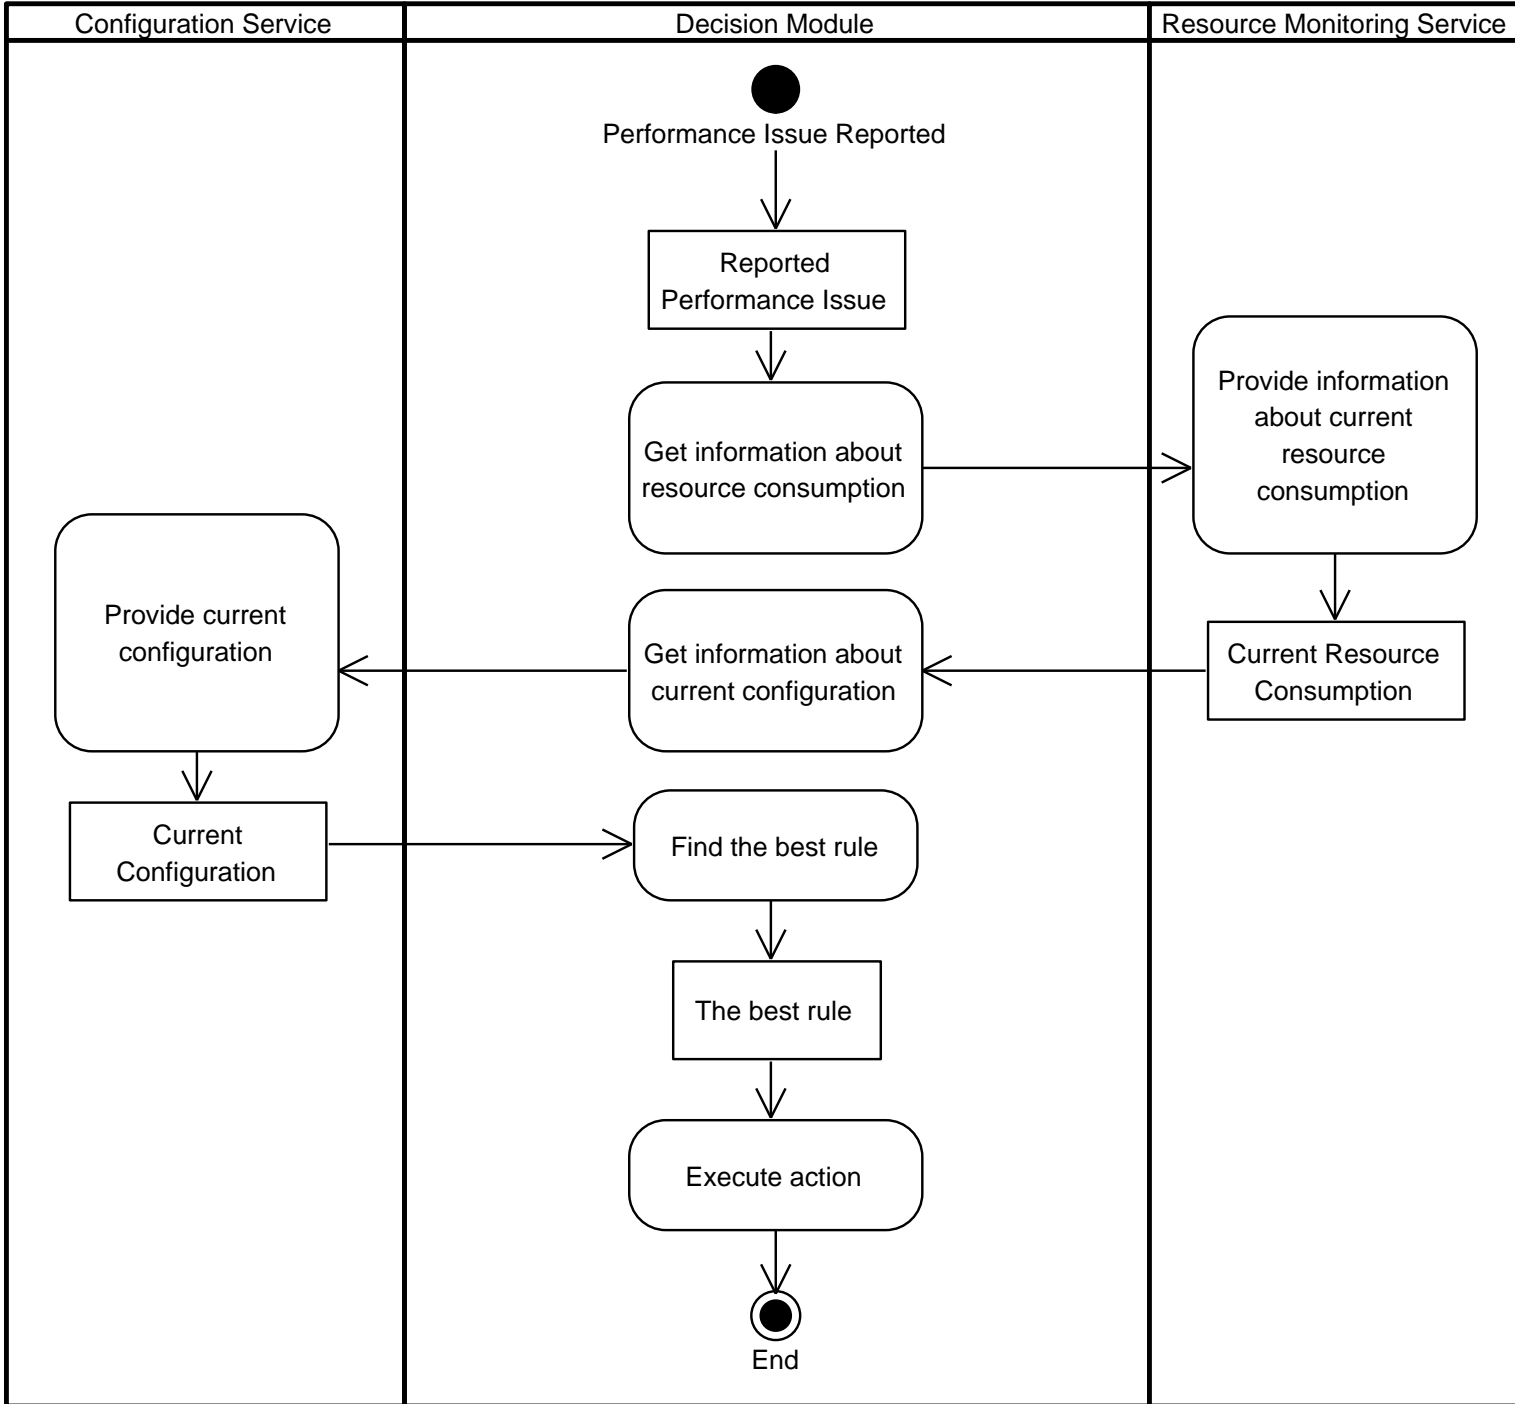 Configuration Service
Decision Module
Resource Monitoring Service
Performance Issue Reported
Reported
Performance Issue
Get information about
resource consumption
Provide information
about current
resource
consumption
Provide current
configuration
Get information about
current configuration
Current Resource
Consumption
Current
Configuration
Find the best rule
The best rule
Execute action
End